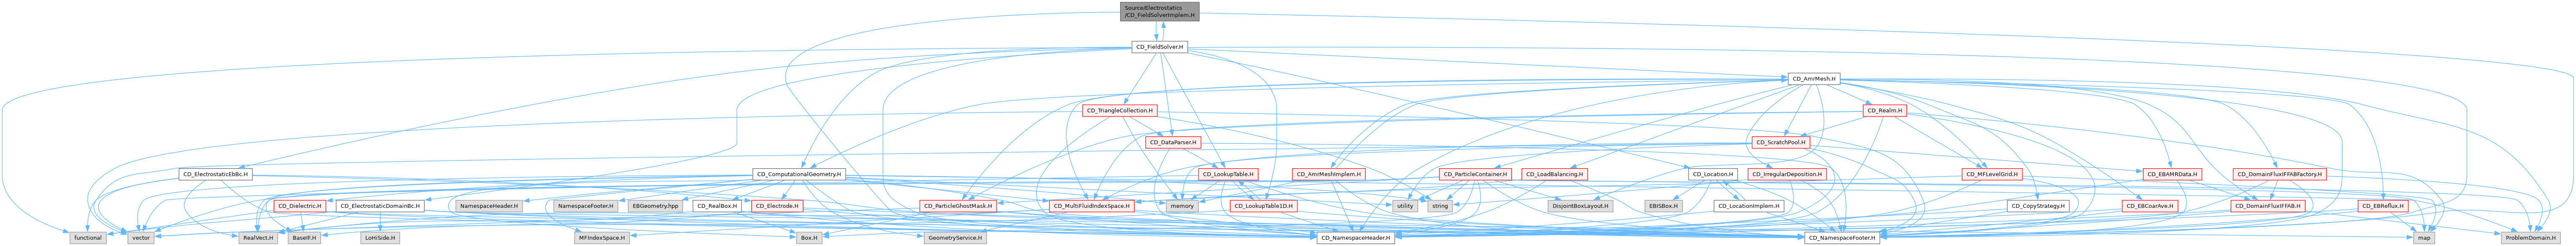 Source/Electrostatics
/CD_FieldSolverImplem.H
CD_FieldSolver.H
CD_AmrMesh.H
CD_TriangleCollection.H
CD_Realm.H
CD_DataParser.H
CD_ScratchPool.H
CD_ElectrostaticEbBc.H
CD_ComputationalGeometry.H
CD_LookupTable.H
CD_AmrMeshImplem.H
CD_ParticleContainer.H
CD_LoadBalancing.H
CD_Location.H
CD_IrregularDeposition.H
CD_MFLevelGrid.H
CD_EBAMRData.H
CD_DomainFluxIFFABFactory.H
CD_Dielectric.H
CD_ElectrostaticDomainBc.H
NamespaceHeader.H
NamespaceFooter.H
EBGeometry.hpp
CD_RealBox.H
CD_Electrode.H
memory
CD_ParticleGhostMask.H
CD_MultiFluidIndexSpace.H
CD_LookupTable1D.H
utility
string
DisjointBoxLayout.H
EBISBox.H
CD_LocationImplem.H
CD_CopyStrategy.H
CD_EBCoarAve.H
CD_DomainFluxIFFAB.H
CD_EBReflux.H
functional
vector
RealVect.H
BaseIF.H
LoHiSide.H
MFIndexSpace.H
Box.H
GeometryService.H
CD_NamespaceHeader.H
CD_NamespaceFooter.H
map
ProblemDomain.H